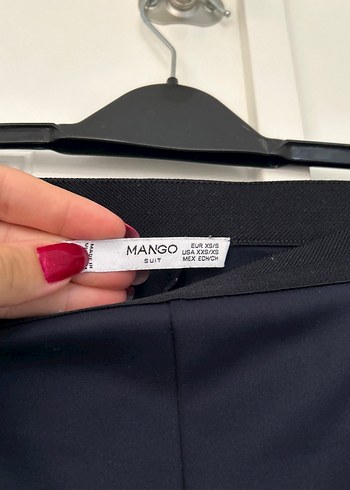 MANGO
SUIT
EUR XS/S
USA XXS/XS
MEX ECH/CH
MADE IN